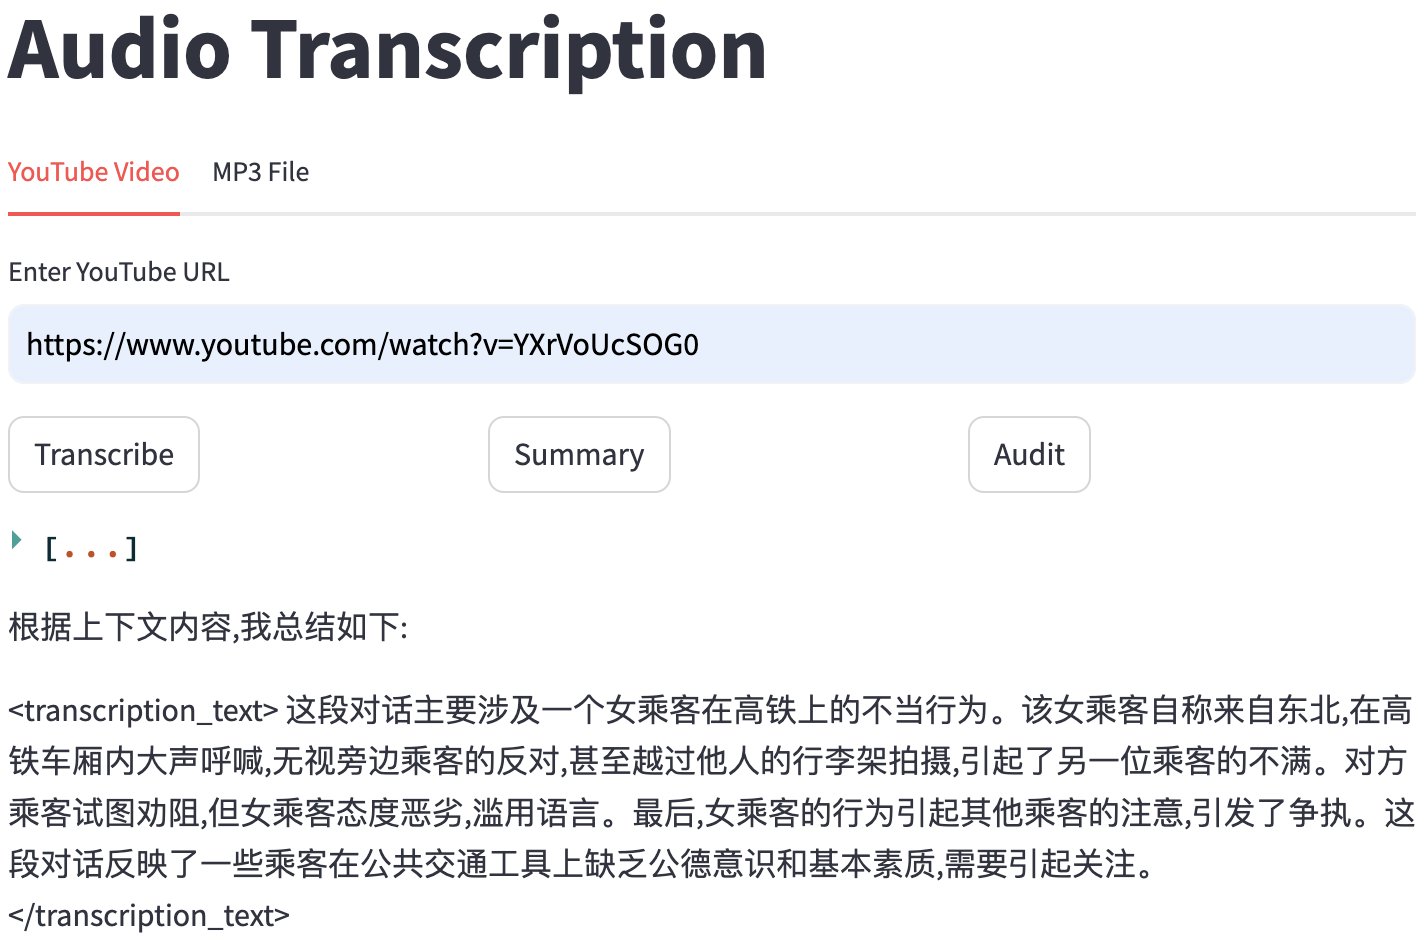 Audio Transcription
YouTube Video MP3 File
Enter YouTube URL
https://www.youtube.com/watch?v=YXrVoUcSOG0
Transcribe Summary Audit
[...]
根据上下文内容,我总结如下:
<transcription_text> 这段对话主要涉及一个女乘客在高铁上的不当行为。该女乘客自称来自东北,在高
铁车厢内大声呼喊,无视旁边乘客的反对,甚至越过他人的行李架拍摄,引起了另一位乘客的不满。对方
乘客试图劝阻,但女乘客态度恶劣,滥用语言。最后,女乘客的行为引起其他乘客的注意,引发了争执。这
段对话反映了一些乘客在公共交通工具上缺乏公德意识和基本素质,需要引起关注。
</transcription_text>